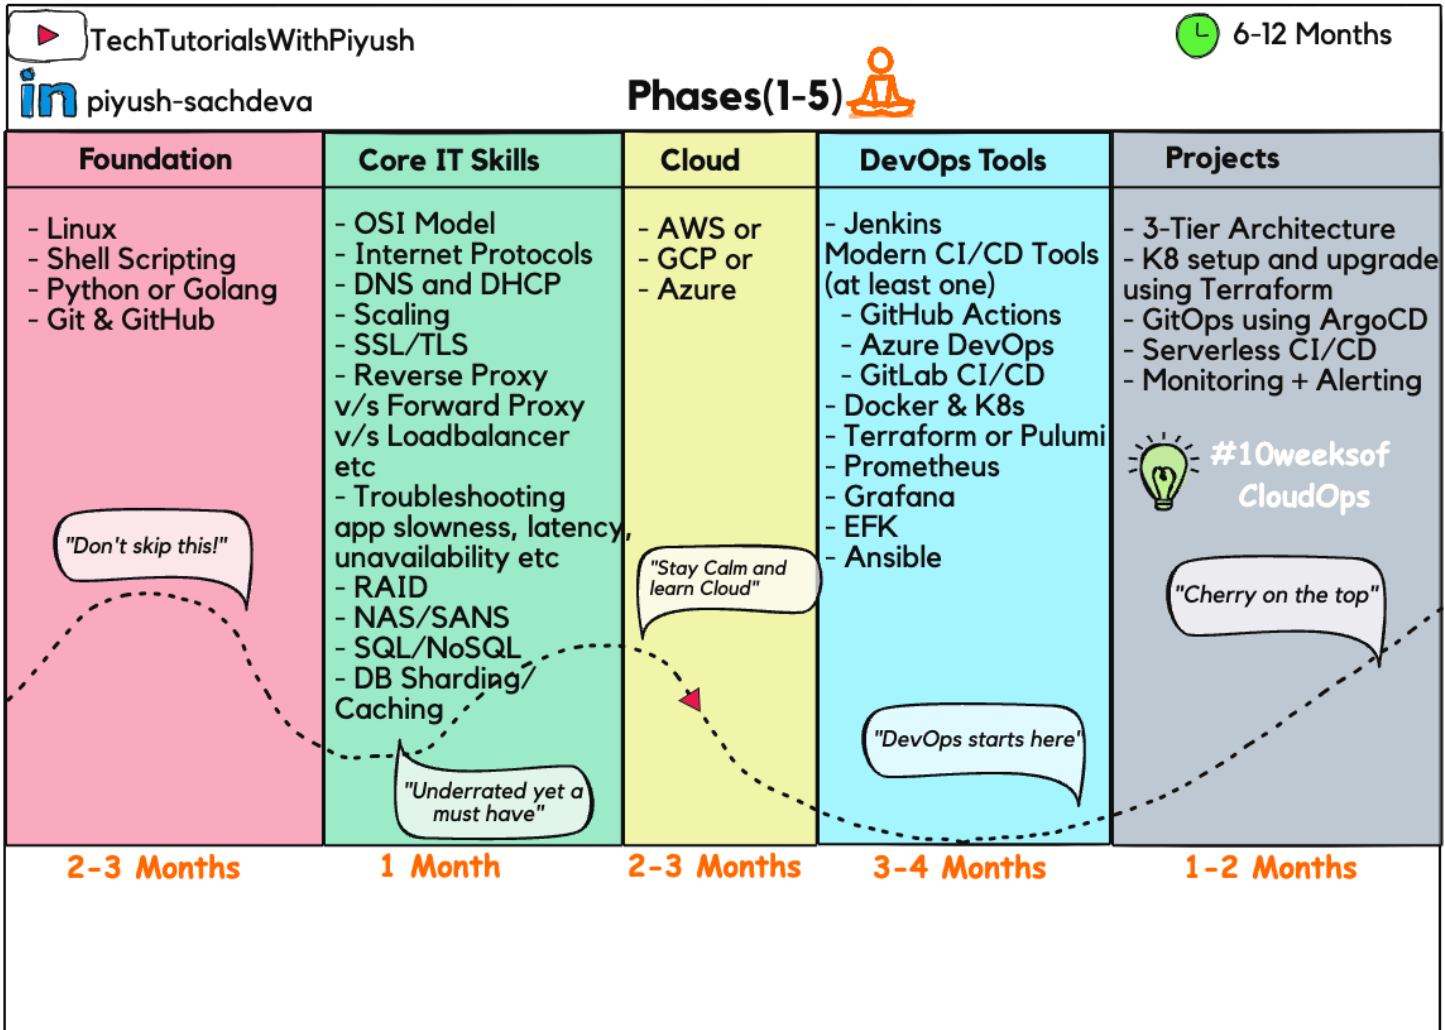 TechTutorialsWithPiyush
in piyush-sachdeva
6-12 Months
Phases(1-5)
Foundation
- Linux
- Shell Scripting
- Python or Golang
- Git & GitHub
"Don't skip this!"
2-3 Months
Core IT Skills
- OSI Model
- Internet Protocols
- DNS and DHCP
- Scaling
- SSL/TLS
- Reverse Proxy
v/s Forward Proxy
v/s Loadbalancer
etc
- Troubleshooting
app slowness, latency,
unavailability etc
- RAID
- NAS/SANS
- SQL/NoSQL
- DB Sharding/
Caching
"Underrated yet a
must have"
1 Month
Cloud
- AWS or
- GCP or
- Azure
"Stay Calm and
learn Cloud"
2-3 Months
DevOps Tools
- Jenkins
Modern CI/CD Tools
(at least one)
- GitHub Actions
- Azure DevOps
- GitLab CI/CD
- Docker & K8s
- Terraform or Pulumi
- Prometheus
- Grafana
- EFK
- Ansible
"DevOps starts here"
3-4 Months
Projects
- 3-Tier Architecture
- K8 setup and upgrade
using Terraform
- GitOps using ArgoCD
- Serverless CI/CD
- Monitoring + Alerting
#10weeksof
CloudOps
"Cherry on the top"
1-2 Months